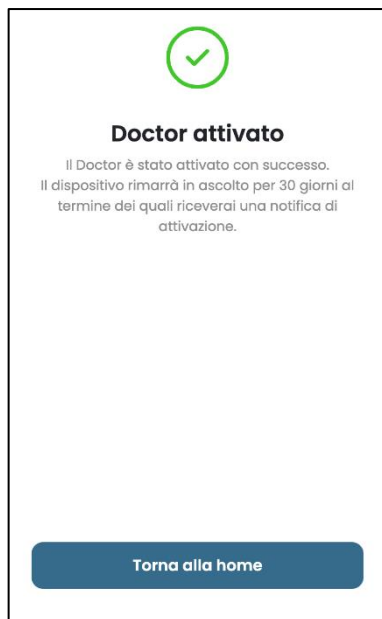 Doctor attivato
Il Doctor è stato attivato con successo.
Il dispositivo rimarrà in ascolto per 30 giorni al
termine dei quali riceverai una notifica di
attivazione.
Torna alla home